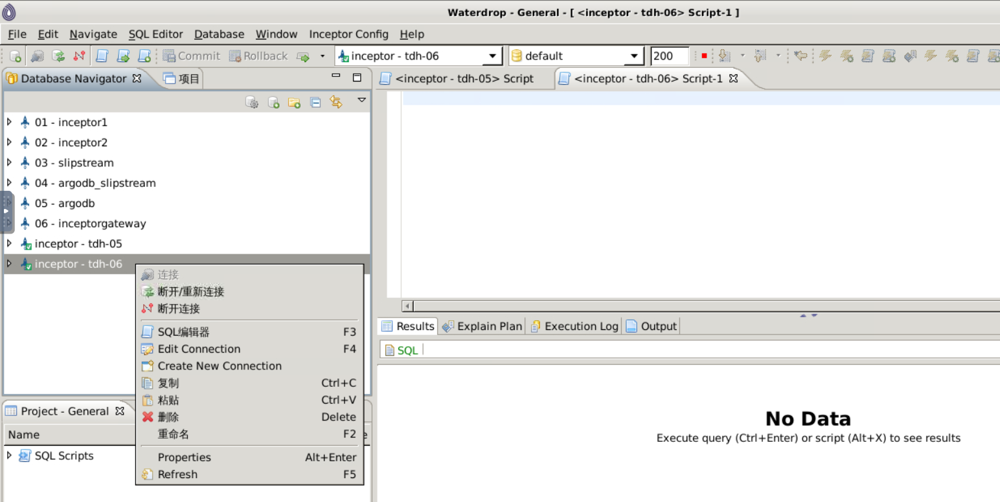 Waterdrop - General - [ <inceptor - tdh-06> Script-1 ]
File Edit Navigate SQL Editor Database Window Inceptor Config Help
Commit Rollback inceptor - tdh-06 default 200
Database Navigator 项目
<inceptor - tdh-05> Script <inceptor - tdh-06> Script-1
01 - inceptor1
02 - inceptor2
03 - slipstream
04 - argodb_slipstream
05 - argodb
06 - inceptorgateway
inceptor - tdh-05
inceptor - tdh-06
连接
断开/重新连接
断开连接
SQL编辑器 F3
Edit Connection F4
Create New Connection
复制 Ctrl+C
粘贴 Ctrl+V
删除 Delete
重命名 F2
Properties Alt+Enter
Refresh F5
Project - General
Name
SQL Scripts
Results Explain Plan Execution Log Output
SQL
No Data
Execute query (Ctrl+Enter) or script (Alt+X) to see results